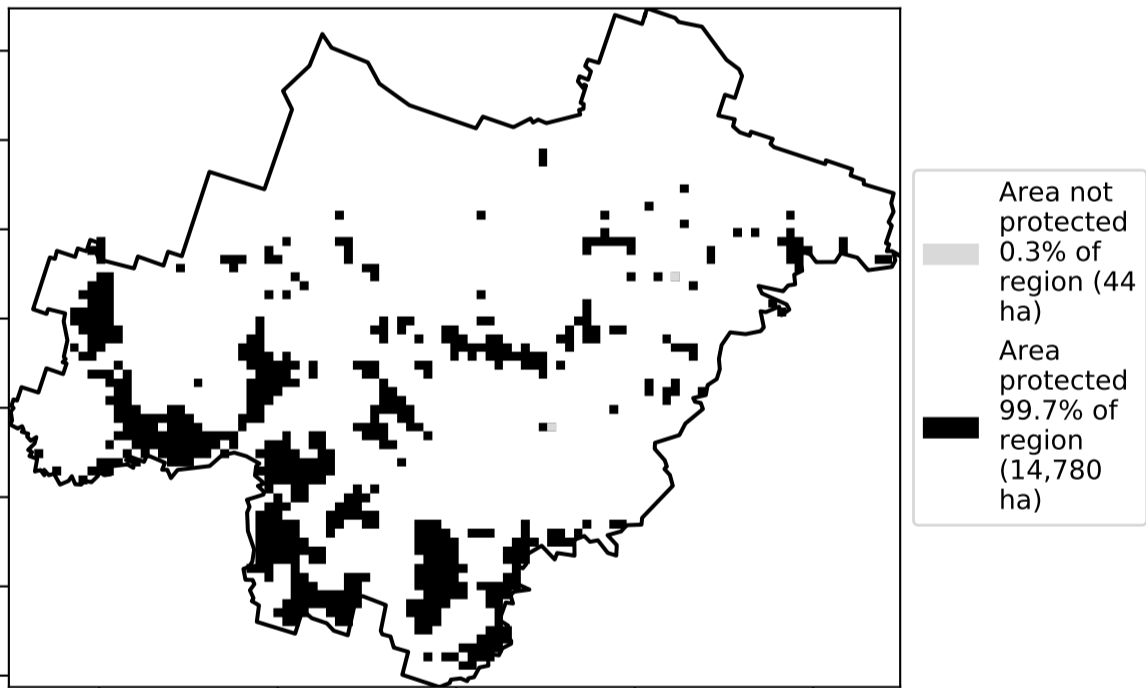 Area not
protected
0.3% of
region (44
ha)
Area
protected
99.7% of
region
(14,780
ha)